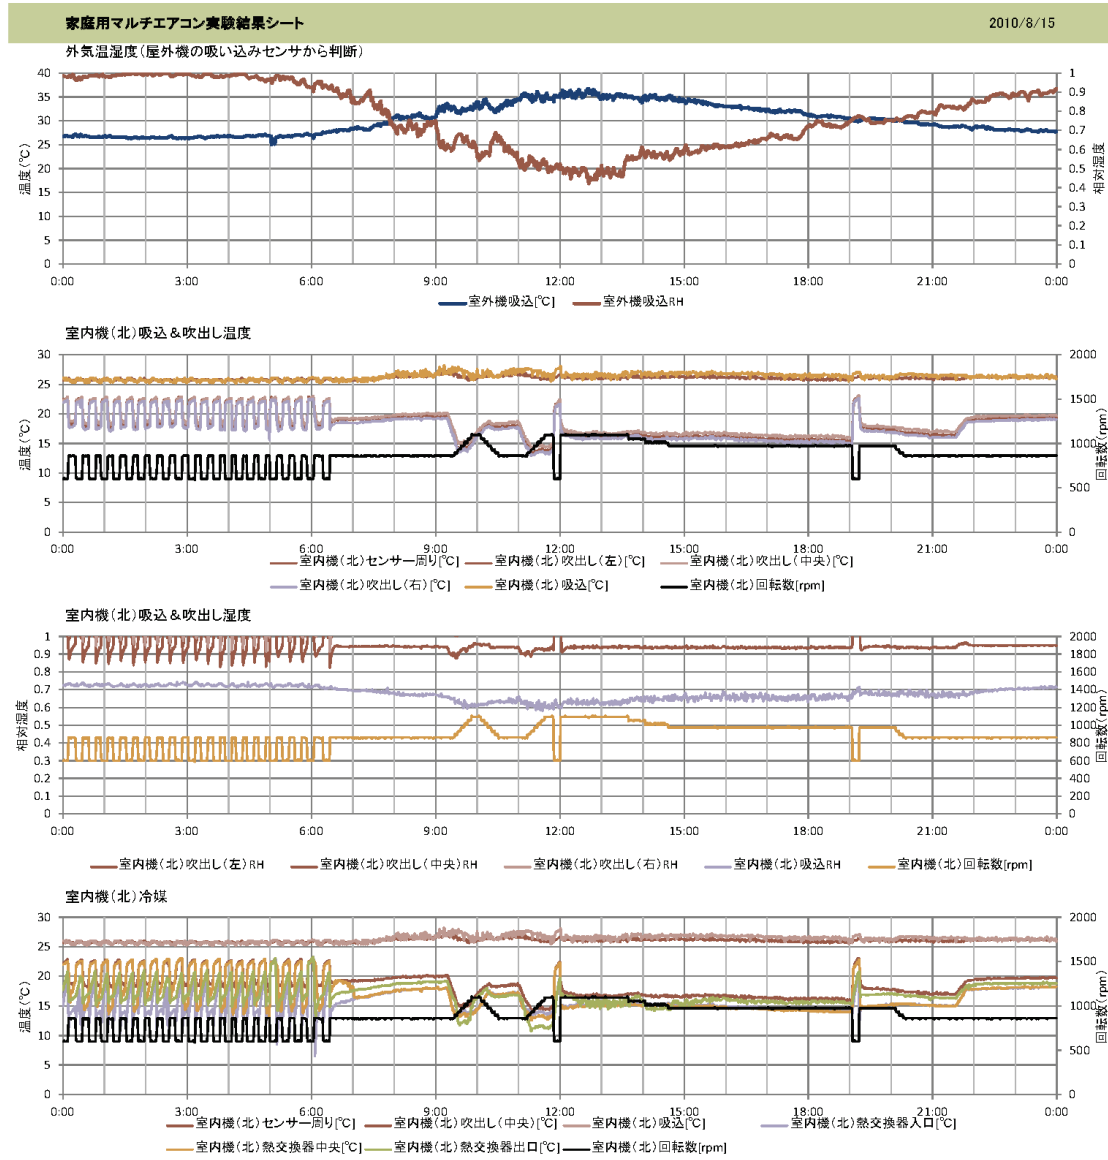 家庭用マルチエアコン実験結果シート 2010/8/15
外気温湿度(屋外機の吸い込みセンサから判断)
40 1
35 0.9
30 0.8
25 0.7
20 0.6
15 0.5
10 0.4
5 0.3
0 0.2
0.1
0
温度(℃)
相対湿度
0:00 3:00 6:00 9:00 12:00 15:00 18:00 21:00 0:00
室外機吸込[℃] 室外機吸込RH
室内機(北)吸込&吹出し温度
30 2000
25 1500
20 1000
15 500
10 0
5
0
温度(℃)
回転数(rpm)
0:00 3:00 6:00 9:00 12:00 15:00 18:00 21:00 0:00
室内機(北)センサー周り[℃] 室内機(北)吹出し(左)[℃] 室内機(北)吹出し(中央)[℃]
室内機(北)吹出し(右)[℃] 室内機(北)吸込[℃] 室内機(北)回転数[rpm]
室内機(北)吸込&吹出し湿度
1 2000
0.9 1800
0.8 1600
0.7 1400
0.6 1200
0.5 1000
0.4 800
0.3 600
0.2 400
0.1 200
0 0
相対湿度
回転数(rpm)
0:00 3:00 6:00 9:00 12:00 15:00 18:00 21:00 0:00
室内機(北)吹出し(左)RH 室内機(北)吹出し(中央)RH 室内機(北)吹出し(右)RH 室内機(北)吸込RH 室内機(北)回転数[rpm]
室内機(北)冷媒
30 2000
25 1500
20 1000
15 500
10 0
5
0
温度(℃)
回転数(rpm)
0:00 3:00 6:00 9:00 12:00 15:00 18:00 21:00 0:00
室内機(北)センサー周り[℃] 室内機(北)吹出し(中央)[℃] 室内機(北)吸込[℃] 室内機(北)熱交換器入口[℃]
室内機(北)熱交換器中央[℃] 室内機(北)熱交換器出口[℃] 室内機(北)回転数[rpm]